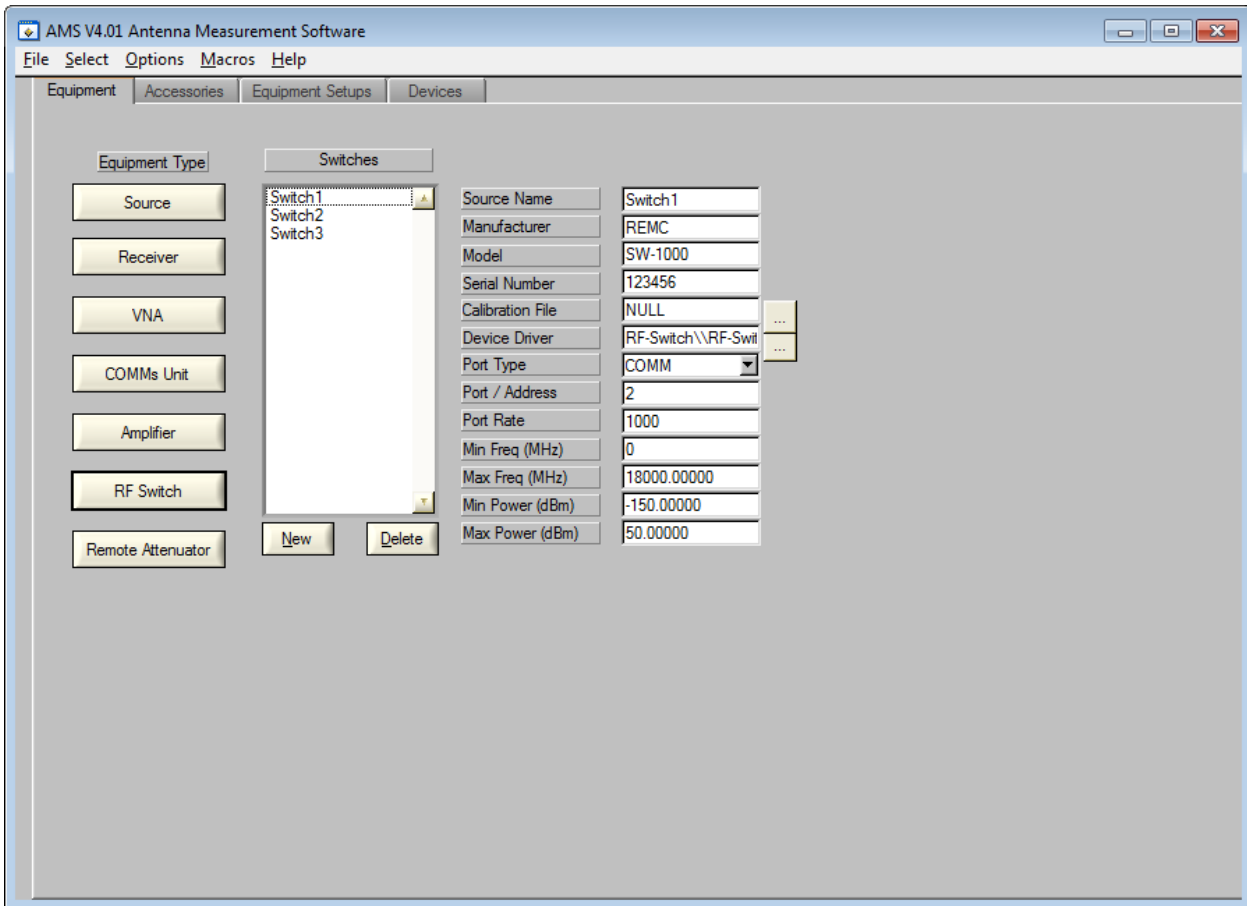 AMS V4.01 Antenna Measurement Software
File Select Options Macros Help
Equipment Accessories Equipment Setups Devices
Equipment Type
Switches
Source
Receiver
VNA
COMMs Unit
Amplifier
RF Switch
Remote Attenuator
Switch1
Switch2
Switch3
New Delete
Source Name Switch1
Manufacturer REMC
Model SW-1000
Serial Number 123456
Calibration File NULL ...
Device Driver RF-Switch\\RF-Swit ...
Port Type COMM
Port / Address 2
Port Rate 1000
Min Freq (MHz) 0
Max Freq (MHz) 18000.00000
Min Power (dBm) -150.00000
Max Power (dBm) 50.00000